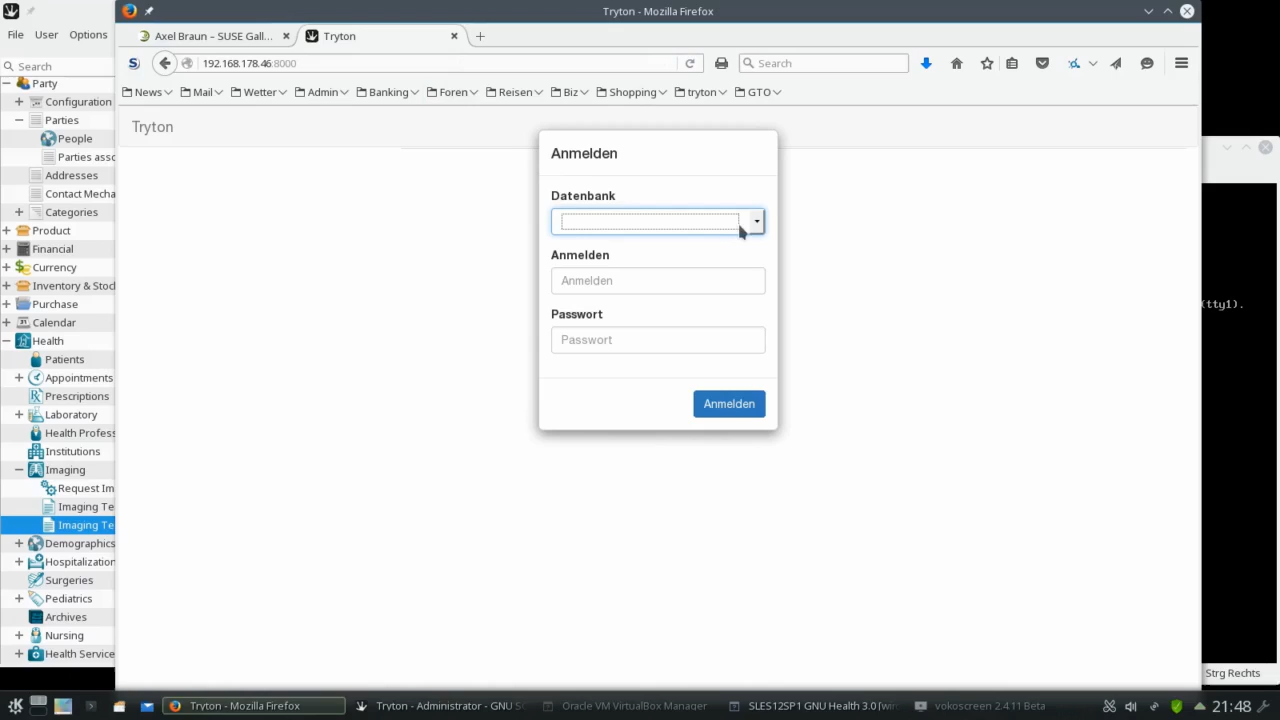 Tryton - Mozilla Firefox
File User Options
Axel Braun – SUSE Gall...
Tryton
Search
192.168.178.46:8000
Search
News Mail Wetter Admin Banking Foren Reisen Biz Shopping tryton GTO
Party
Configuration
Parties
People
Parties asso
Addresses
Contact Mecha
Categories
Product
Financial
Currency
Inventory & Stoc
Purchase
Calendar
Health
Patients
Appointments
Prescriptions
Laboratory
Health Profess
Institutions
Imaging
Request Im
Imaging Te
Imaging Te
Demographics
Hospitalization
Surgeries
Pediatrics
Archives
Nursing
Health Service
Tryton
Anmelden
Datenbank
Anmelden
Anmelden
Passwort
Passwort
Anmelden
(tty1).
Strg Rechts
Tryton - Mozilla Firefox
Tryton - Administrator - GNU S
Oracle VM VirtualBox Manager
SLES12SP1 GNU Health 3.0 [wir
vokoscreen 2.4.11 Beta
21:48